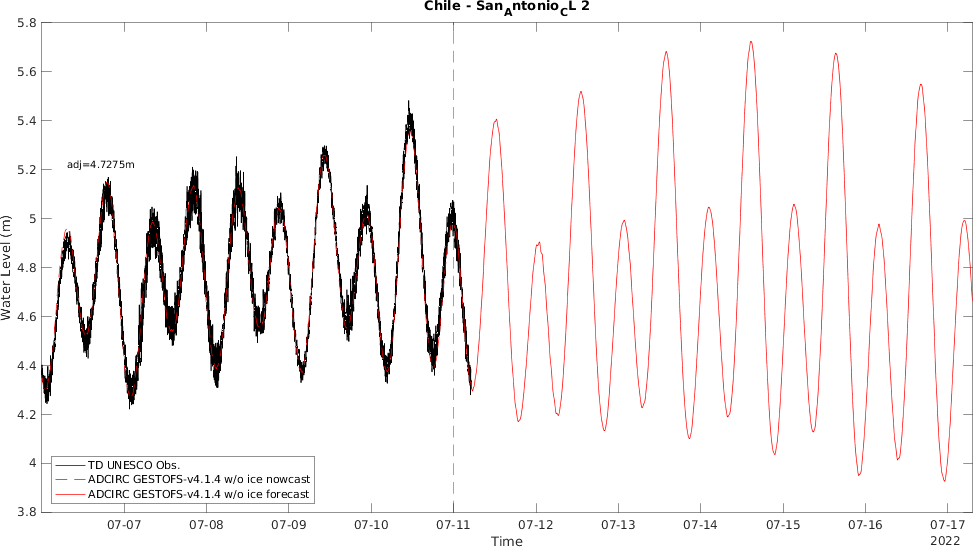 Chile - San_Antonio_CL 2
5.8
5.6
5.4
5.2
5
4.8
4.6
4.4
4.2
4
3.8
Water Level (m)
adj=4.7275m
TD UNESCO Obs.
ADCIRC GESTOFS-v4.1.4 w/o ice nowcast
ADCIRC GESTOFS-v4.1.4 w/o ice forecast
07-07 07-08 07-09 07-10 07-11 07-12 07-13 07-14 07-15 07-16 07-17
Time
2022